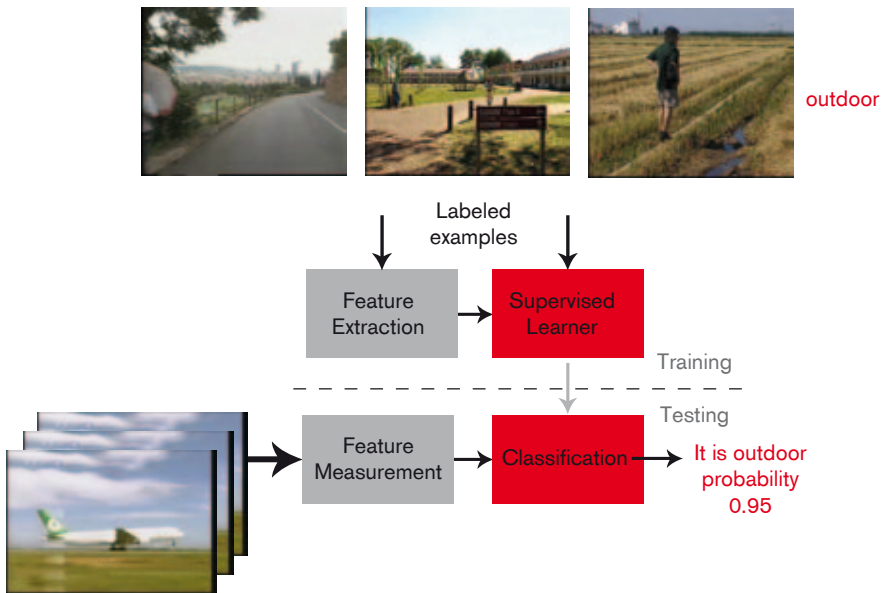 outdoor
Labeled
examples
Feature
Extraction
Supervised
Learner
Training
Testing
Feature
Measurement
Classification
It is outdoor
probability
0.95